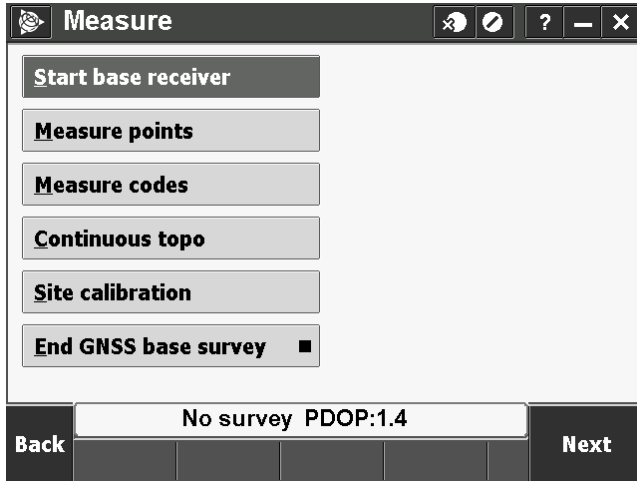 Measure
? — X
Start base receiver
Measure points
Measure codes
Continuous topo
Site calibration
End GNSS base survey
No survey PDOP:1.4
Back
Next